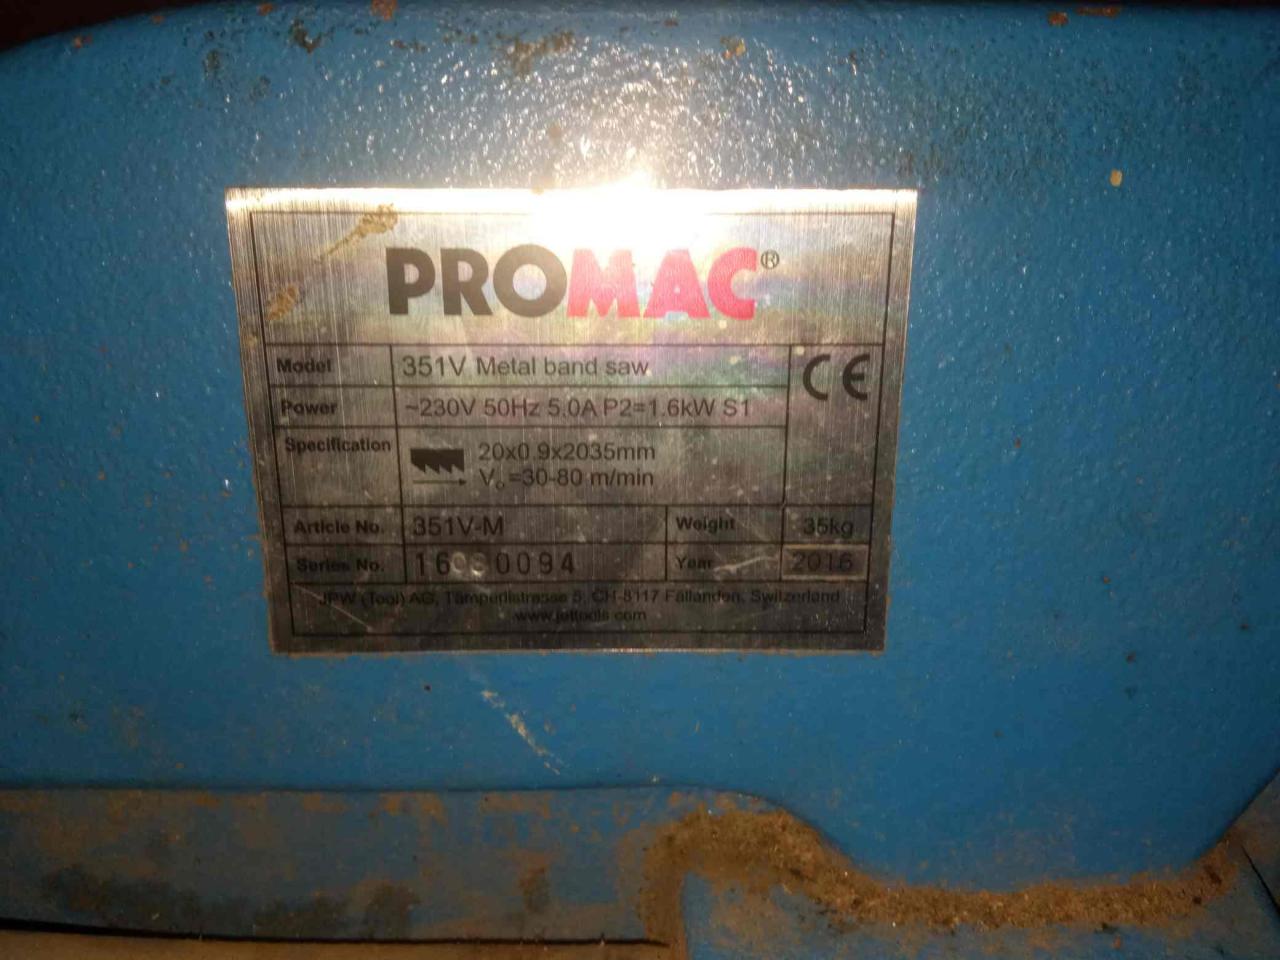 PROMAC®
Model 351V Metal band saw CE
Power ~230V 50Hz 5.0A P2=1.6kW S1
Specification 20x0.9x2035mm
Vo=30-80 m/min
Article No. 351V-M Weight 35kg
Series No. Year 2016
JPW (Tool) AG, Tämperlistrasse 5, CH-8117 Fällanden, Switzerland
www.jettools.com